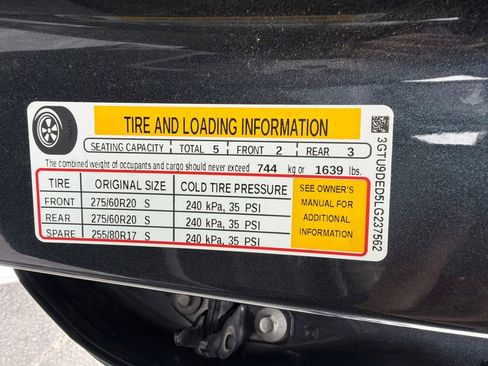 TIRE AND LOADING INFORMATION
SEATING CAPACITY TOTAL 5 FRONT 2 REAR 3
The combined weight of occupants and cargo should never exceed 744 kg or 1639 lbs.
TIRE ORIGINAL SIZE COLD TIRE PRESSURE
FRONT 275/60R20 S 240 kPa, 35 PSI
REAR 275/60R20 S 240 kPa, 35 PSI
SPARE 255/80R17 S 240 kPa, 35 PSI
SEE OWNER'S
MANUAL FOR
ADDITIONAL
INFORMATION
3GTU9DED5LG237562